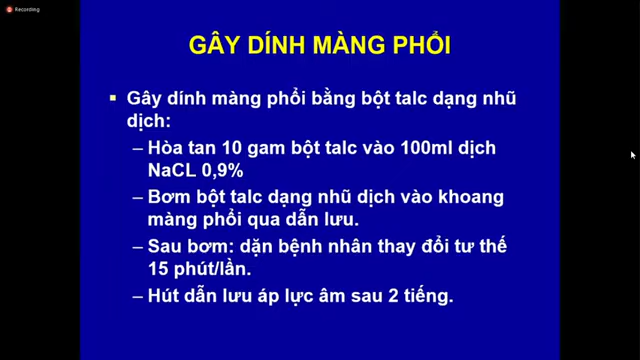 Recording
GÂY DÍNH MÀNG PHỔI
▪ Gây dính màng phổi bằng bột talc dạng nhũ
dịch:
– Hòa tan 10 gam bột talc vào 100ml dịch
NaCL 0,9%
– Bơm bột talc dạng nhũ dịch vào khoang
màng phổi qua dẫn lưu.
– Sau bơm: dặn bệnh nhân thay đổi tư thế
15 phút/lần.
– Hút dẫn lưu áp lực âm sau 2 tiếng.